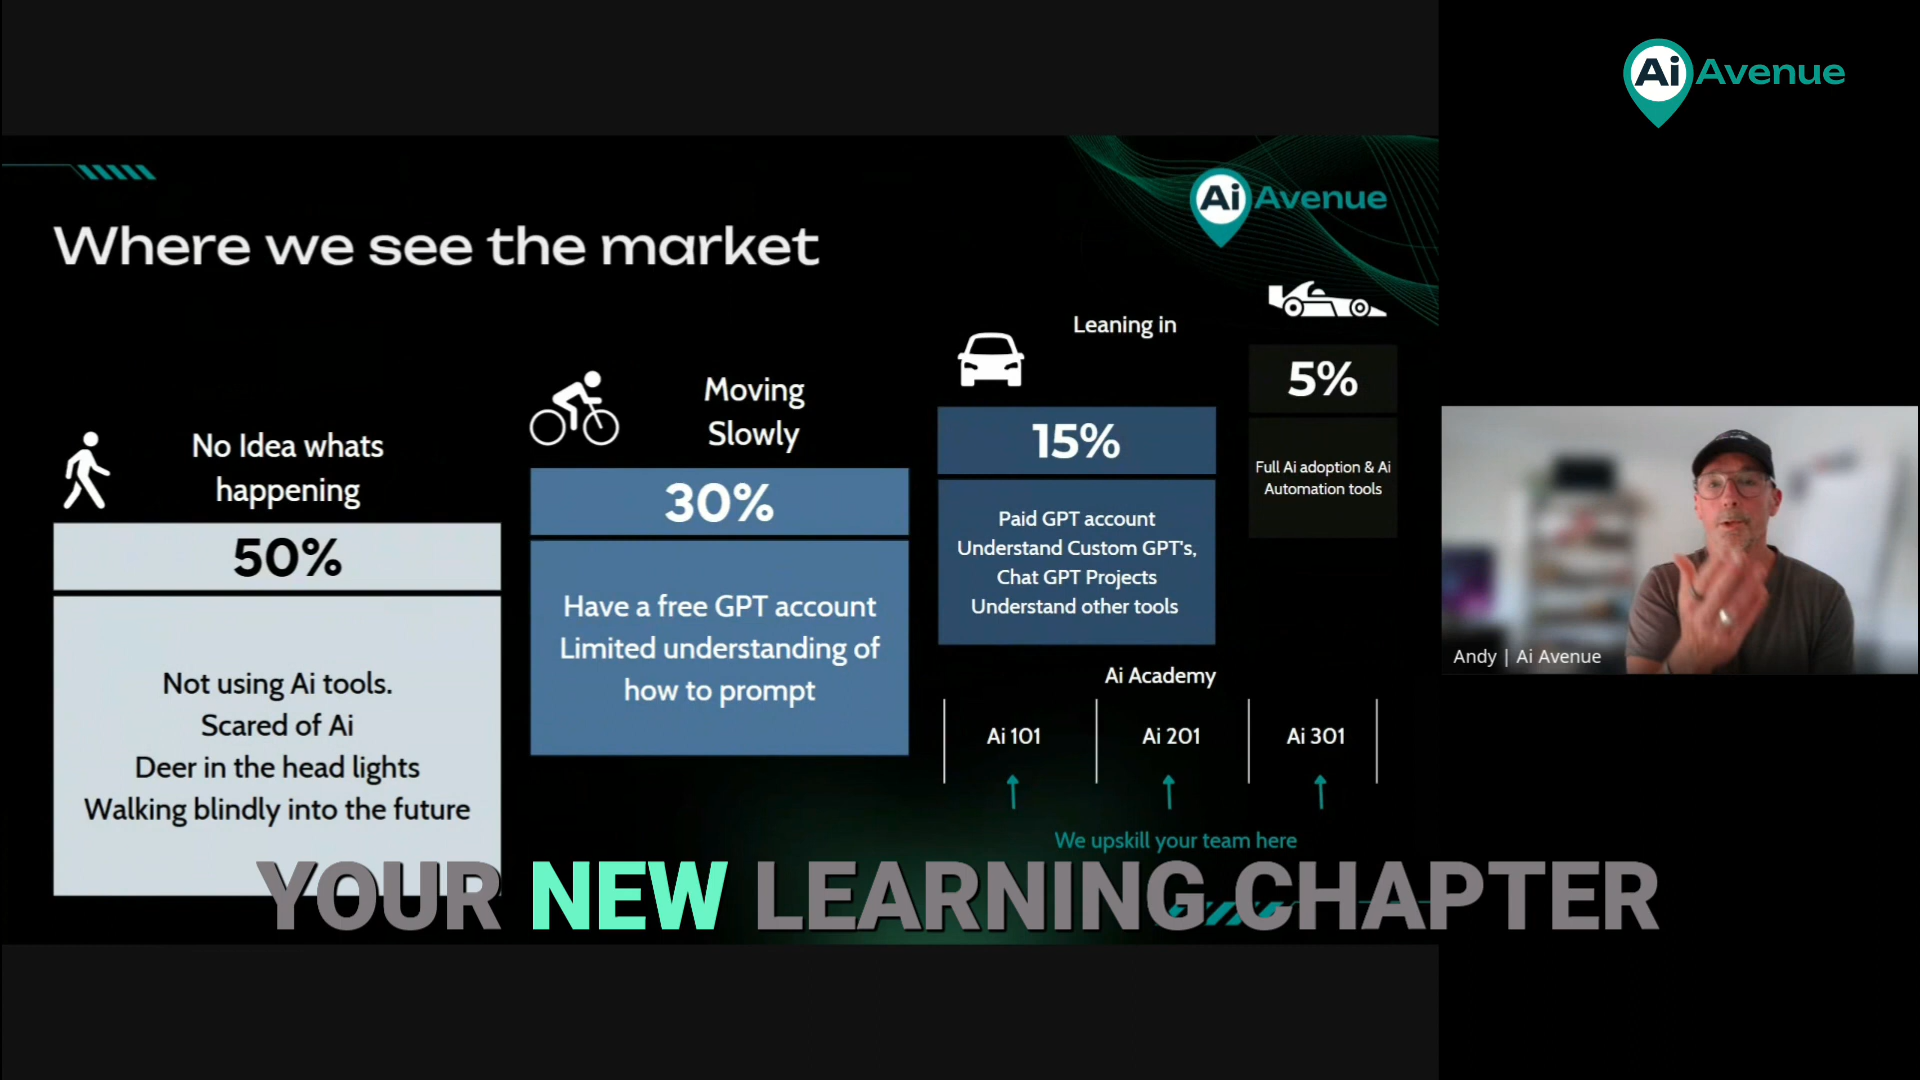 Ai Avenue
Ai Avenue
Where we see the market
No Idea whats
happening
50%
Not using Ai tools.
Scared of Ai
Deer in the head lights
Walking blindly into the future
Moving
Slowly
30%
Have a free GPT account
Limited understanding of
how to prompt
Leaning in
15%
Paid GPT account
Understand Custom GPT's,
Chat GPT Projects
Understand other tools
5%
Full Ai adoption & Ai
Automation tools
Ai Academy
Ai 101
Ai 201
Ai 301
We upskill your team here
Andy | Ai Avenue
YOUR NEW LEARNING CHAPTER